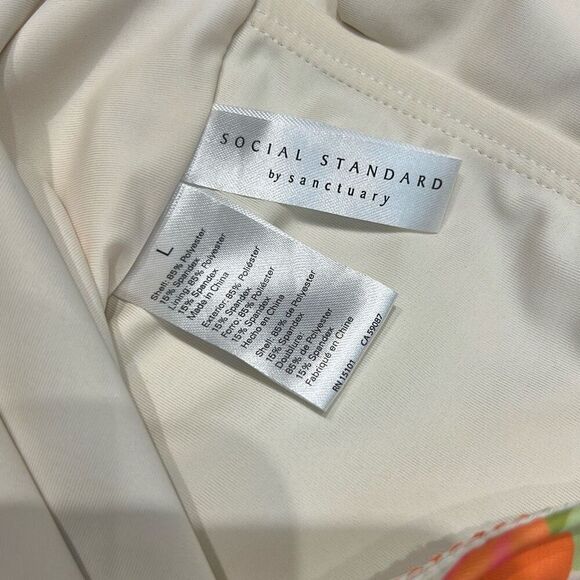 SOCIAL STANDARD
by sanctuary
L
Shell: 85% Polyester
15% Spandex
Lining: 85% Polyester
15% Spandex
Made in China
Exterior: 85% Poliéster
15% Spandex
Forro: 85% Poliéster
15% Spandex
Hecho en China
Shell: 85% de Polyester
15% Spandex
Doublure:
85% de Polyester
15% Spandex
Fabriqué en Chine
RN 15101 CA 59087